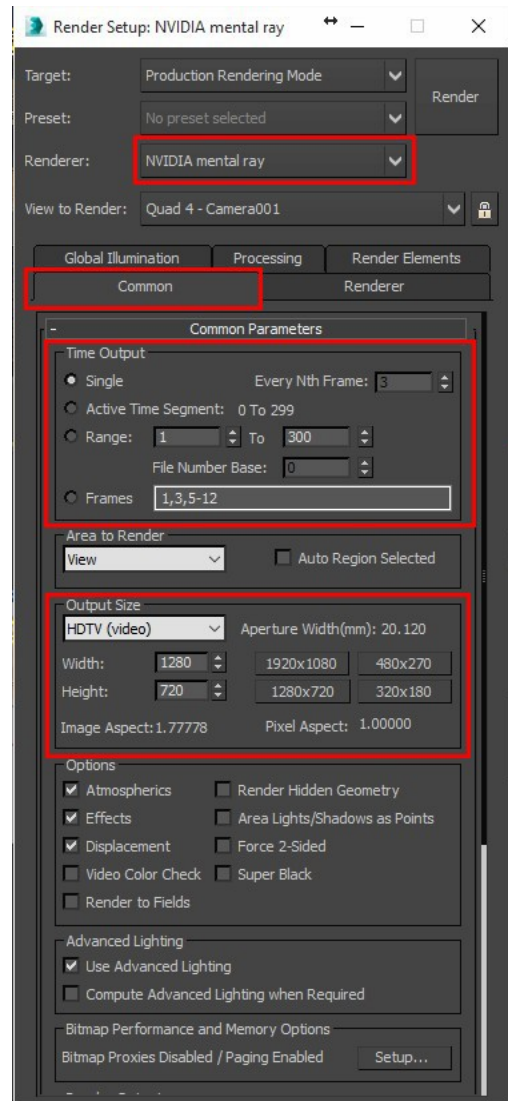 Render Setup: NVIDIA mental ray
Target: Production Rendering Mode
Render
Preset: No preset selected
Renderer: NVIDIA mental ray
View to Render: Quad 4 - Camera001
Global Illumination Processing Render Elements
Common Renderer
- Common Parameters
Time Output
Single Every Nth Frame: 3
Active Time Segment: 0 To 299
Range: 1 To 300
File Number Base: 0
Frames 1,3,5-12
Area to Render
View Auto Region Selected
Output Size
HDTV (video) Aperture Width(mm): 20.120
Width: 1280 1920x1080 480x270
Height: 720 1280x720 320x180
Image Aspect: 1.77778 Pixel Aspect: 1.00000
Options
Atmospherics Render Hidden Geometry
Effects Area Lights/Shadows as Points
Displacement Force 2-Sided
Video Color Check Super Black
Render to Fields
Advanced Lighting
Use Advanced Lighting
Compute Advanced Lighting when Required
Bitmap Performance and Memory Options
Bitmap Proxies Disabled / Paging Enabled Setup...